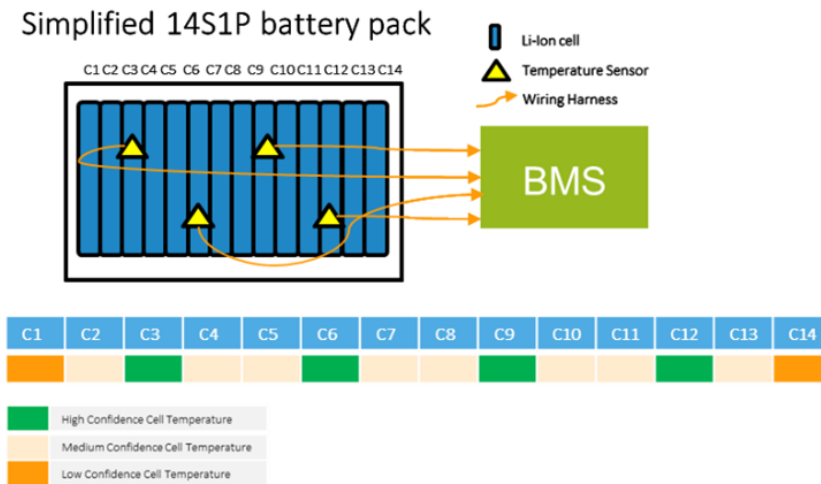 Simplified 14S1P battery pack
Li-Ion cell
C1 C2 C3 C4 C5 C6 C7 C8 C9 C10 C11 C12 C13 C14
Temperature Sensor
Wiring Harness
BMS
C1 C2 C3 C4 C5 C6 C7 C8 C9 C10 C11 C12 C13 C14
High Confidence Cell Temperature
Medium Confidence Cell Temperature
Low Confidence Cell Temperature